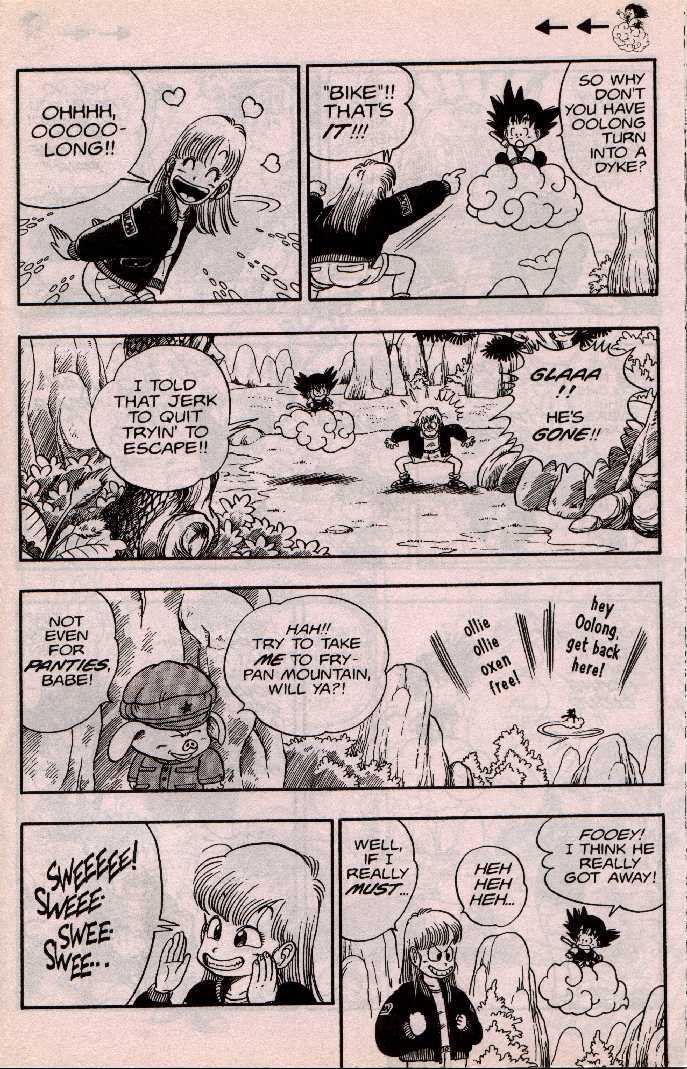 SO WHY
DON'T
YOU HAVE
OOLONG
TURN
INTO A
DYKE?
"BIKE"!!
THAT'S
IT!!!
OHHHH,
OOOOO-
LONG!!
GLAAA
!!
HE'S
GONE!!
I TOLD
THAT JERK
TO QUIT
TRYIN' TO
ESCAPE!!
hey
Oolong,
get back
here!
ollie
ollie
oxen
free!
HAH!!
TRY TO TAKE
ME TO FRY-
PAN MOUNTAIN,
WILL YA?!
NOT
EVEN
FOR
PANTIES,
BABE!
FOOEY!
I THINK HE
REALLY
GOT AWAY!
HEH
HEH
HEH...
WELL,
IF I
REALLY
MUST...
SWEEEEE!
SWEEE-
SWEE-
SWEE...